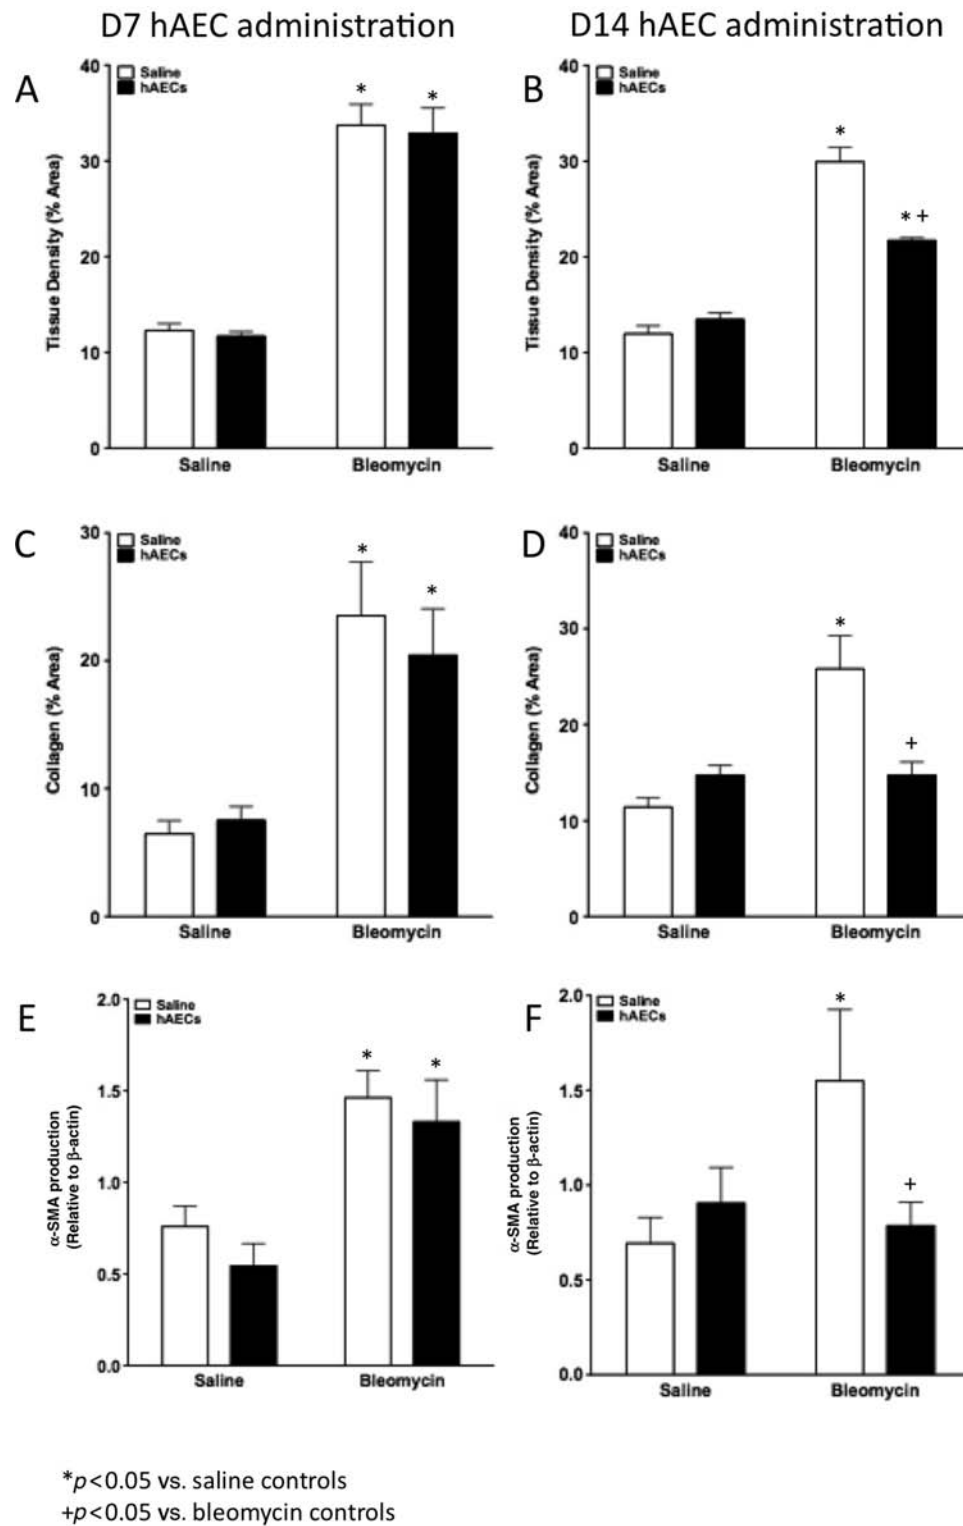 D7 hAEC administration
D14 hAEC administration
A
Saline
hAECs
Tissue Density (% Area)
40
30
20
10
0
*
*
Saline
Bleomycin
B
Saline
hAECs
Tissue Density (% Area)
40
30
20
10
0
*
* +
Saline
Bleomycin
C
Saline
hAECs
Collagen (% Area)
30
20
10
0
*
*
Saline
Bleomycin
D
Saline
hAECs
Collagen (% Area)
40
30
20
10
0
*
+
Saline
Bleomycin
E
Saline
hAECs
α-SMA production
(Relative to β-actin)
2.0
1.5
1.0
0.5
0.0
*
*
Saline
Bleomycin
F
Saline
hAECs
α-SMA production
(Relative to β-actin)
2.0
1.5
1.0
0.5
0.0
*
+
Saline
Bleomycin
*p<0.05 vs. saline controls
+p<0.05 vs. bleomycin controls